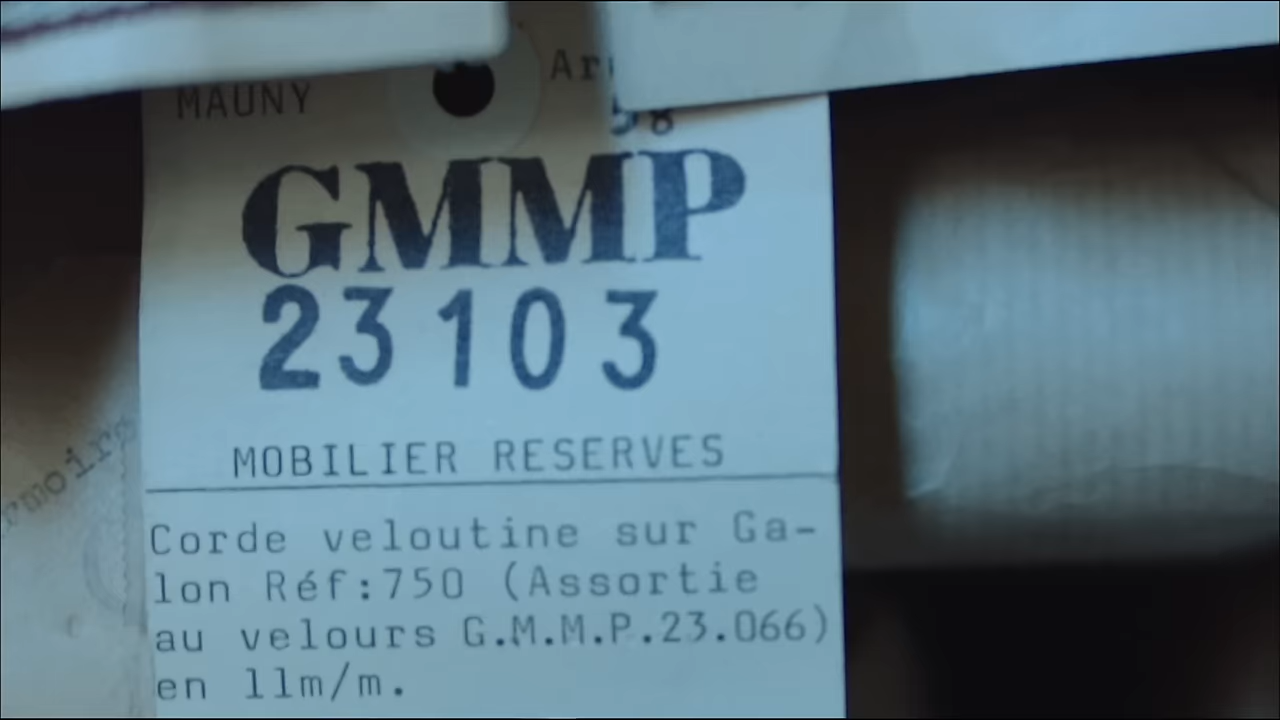 MAUNY
58
GMMP
23103
MOBILIER RESERVES
Corde veloutine sur Ga-
lon Réf:750 (Assortie
au velours G.M.M.P.23.066)
en 11m/m.